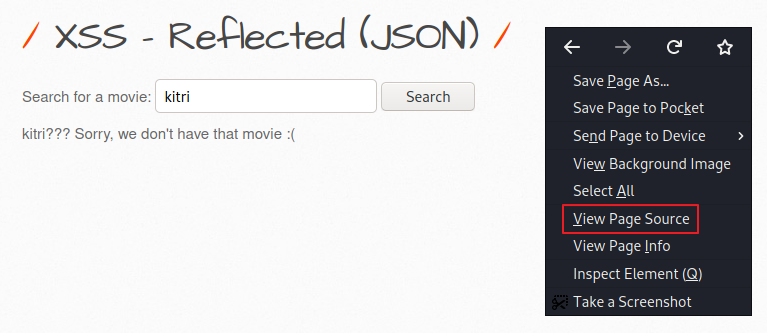 / XSS - Reflected (JSON) /
Search for a movie: kitri Search
kitri??? Sorry, we don't have that movie :(
Save Page As...
Save Page to Pocket
Send Page to Device
View Background Image
Select All
View Page Source
View Page Info
Inspect Element (Q)
Take a Screenshot